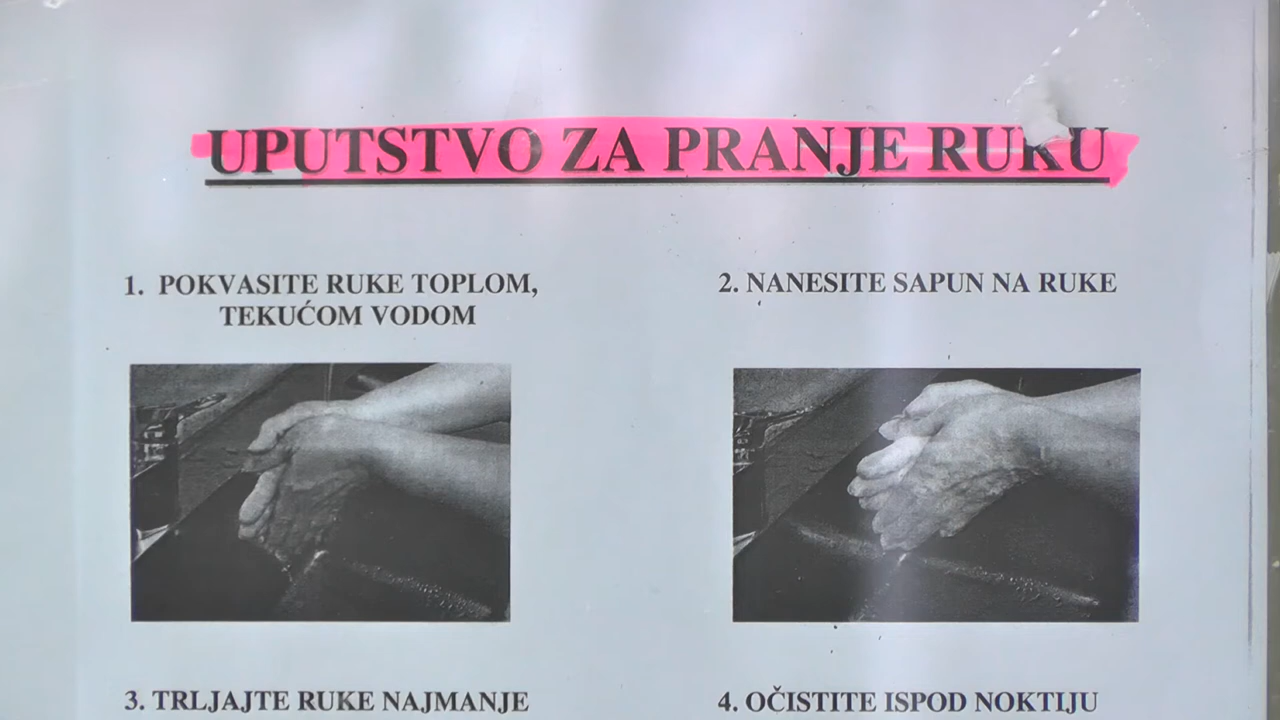 UPUTSTVO ZA PRANJE RUKU
1. POKVASITE RUKE TOPLOM,
TEKUĆOM VODOM
2. NANESITE SAPUN NA RUKE
3. TRLJAJTE RUKE NAJMANJE
4. OČISTITE ISPOD NOKTIJU